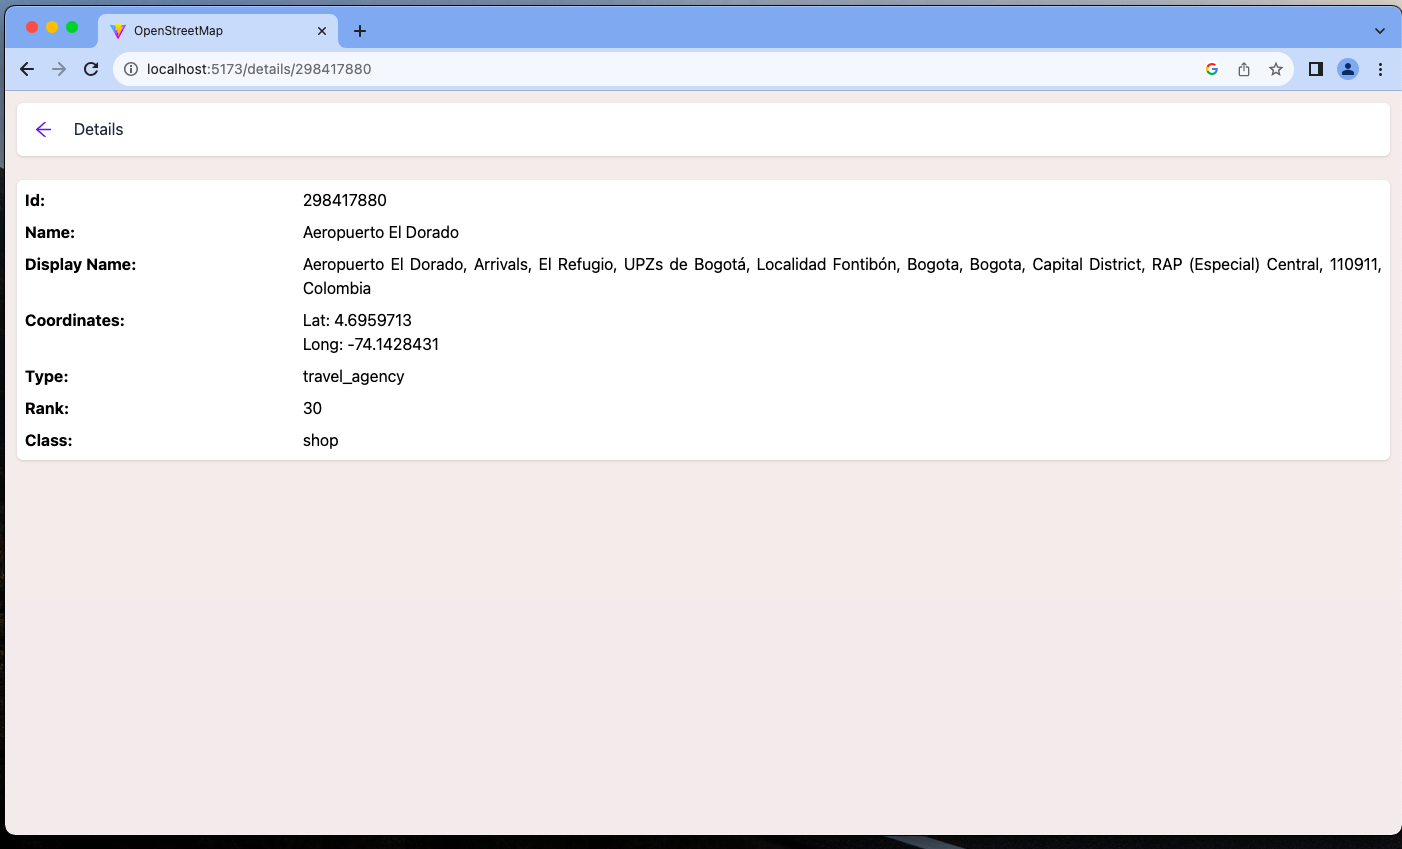 OpenStreetMap
localhost:5173/details/298417880
Details
Id: 298417880
Name: Aeropuerto El Dorado
Display Name: Aeropuerto El Dorado, Arrivals, El Refugio, UPZs de Bogotá, Localidad Fontibón, Bogota, Bogota, Capital District, RAP (Especial) Central, 110911,
Colombia
Coordinates: Lat: 4.6959713
Long: -74.1428431
Type: travel_agency
Rank: 30
Class: shop